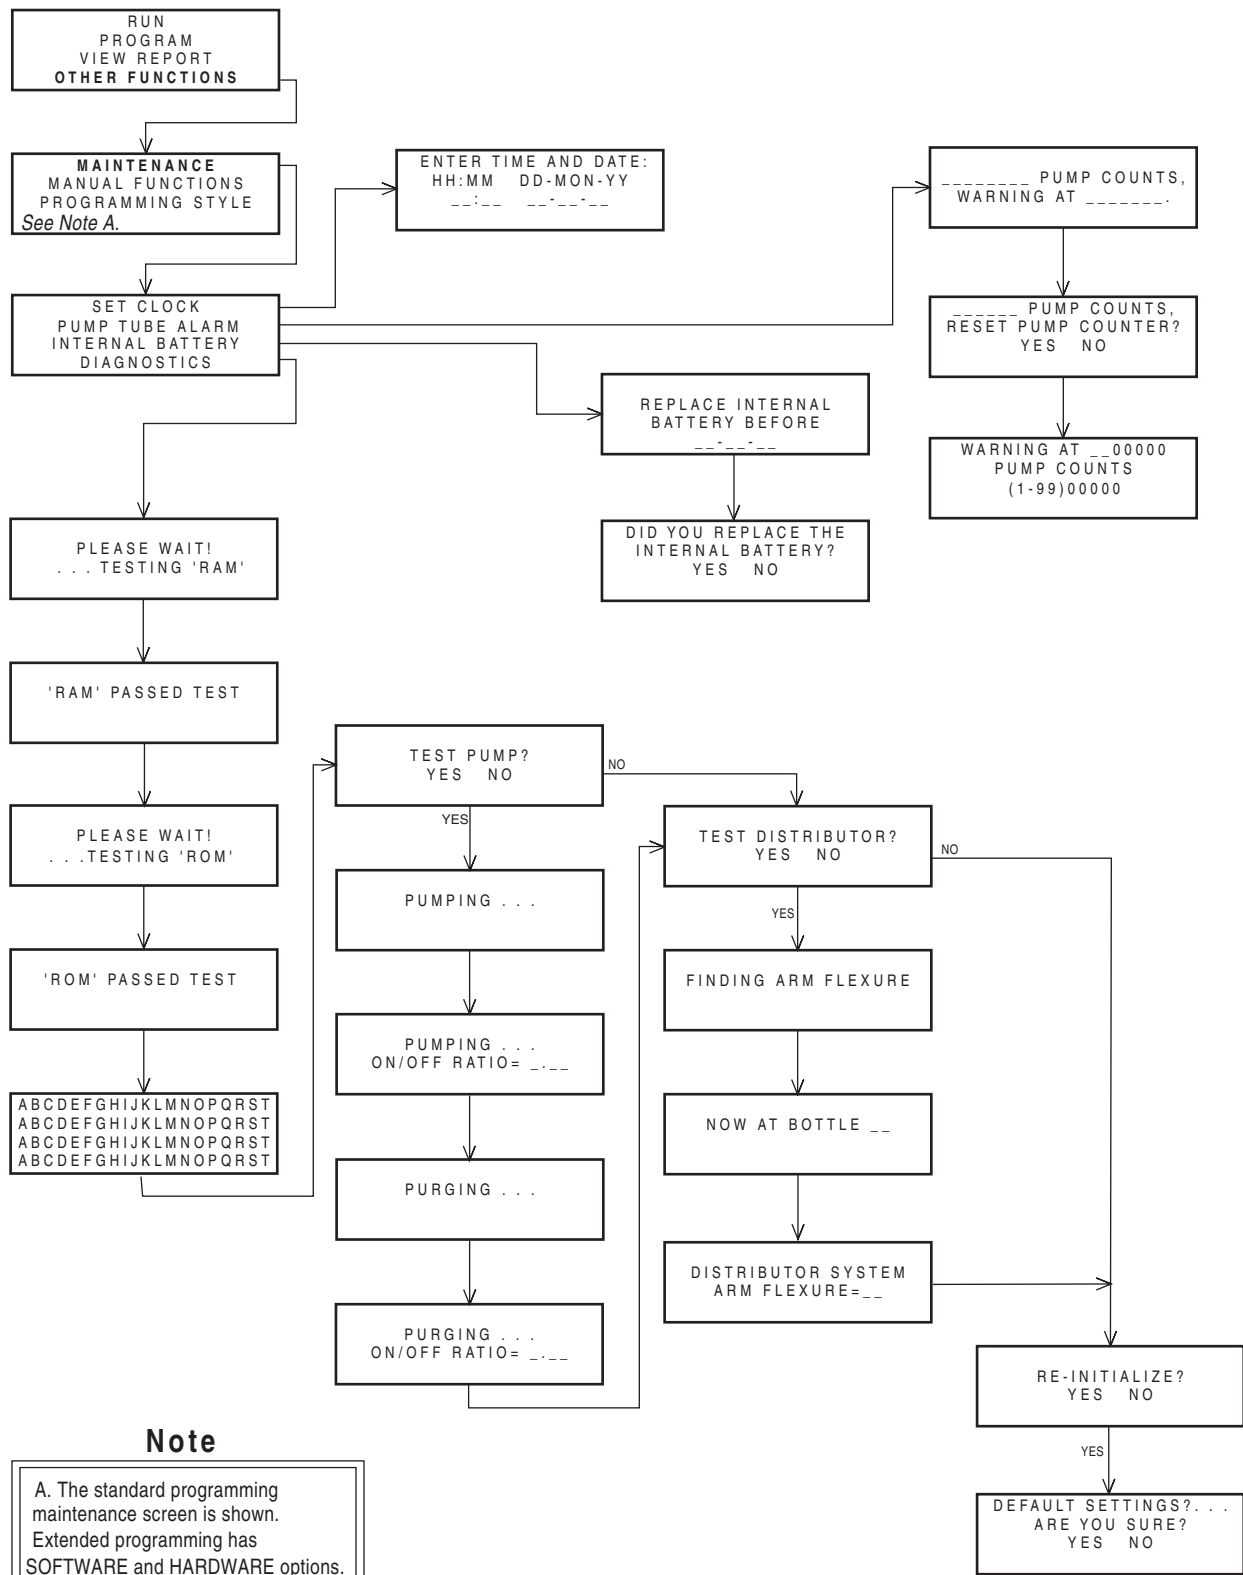 RUN
PROGRAM
VIEW REPORT
OTHER FUNCTIONS
MAINTENANCE
MANUAL FUNCTIONS
PROGRAMMING STYLE
See Note A.
SET CLOCK
PUMP TUBE ALARM
INTERNAL BATTERY
DIAGNOSTICS
ENTER TIME AND DATE:
HH:MM DD-MON-YY
__:__ __-__-__
________ PUMP COUNTS,
WARNING AT _______.
______ PUMP COUNTS,
RESET PUMP COUNTER?
YES NO
WARNING AT __00000
PUMP COUNTS
(1-99)00000
REPLACE INTERNAL
BATTERY BEFORE
__-__-__
DID YOU REPLACE THE
INTERNAL BATTERY?
YES NO
PLEASE WAIT!
. . . TESTING 'RAM'
'RAM' PASSED TEST
PLEASE WAIT!
. . .TESTING 'ROM'
'ROM' PASSED TEST
ABCDEFGHIJKLMNOPQRST
ABCDEFGHIJKLMNOPQRST
ABCDEFGHIJKLMNOPQRST
ABCDEFGHIJKLMNOPQRST
TEST PUMP?
YES NO
NO
YES
PUMPING . . .
PUMPING . . .
ON/OFF RATIO= _.__
PURGING . . .
PURGING . . .
ON/OFF RATIO= _.__
TEST DISTRIBUTOR?
YES NO
NO
YES
FINDING ARM FLEXURE
NOW AT BOTTLE __
DISTRIBUTOR SYSTEM
ARM FLEXURE=__
RE-INITIALIZE?
YES NO
YES
DEFAULT SETTINGS?. . .
ARE YOU SURE?
YES NO
Note
A. The standard programming
maintenance screen is shown.
Extended programming has
SOFTWARE and HARDWARE options.